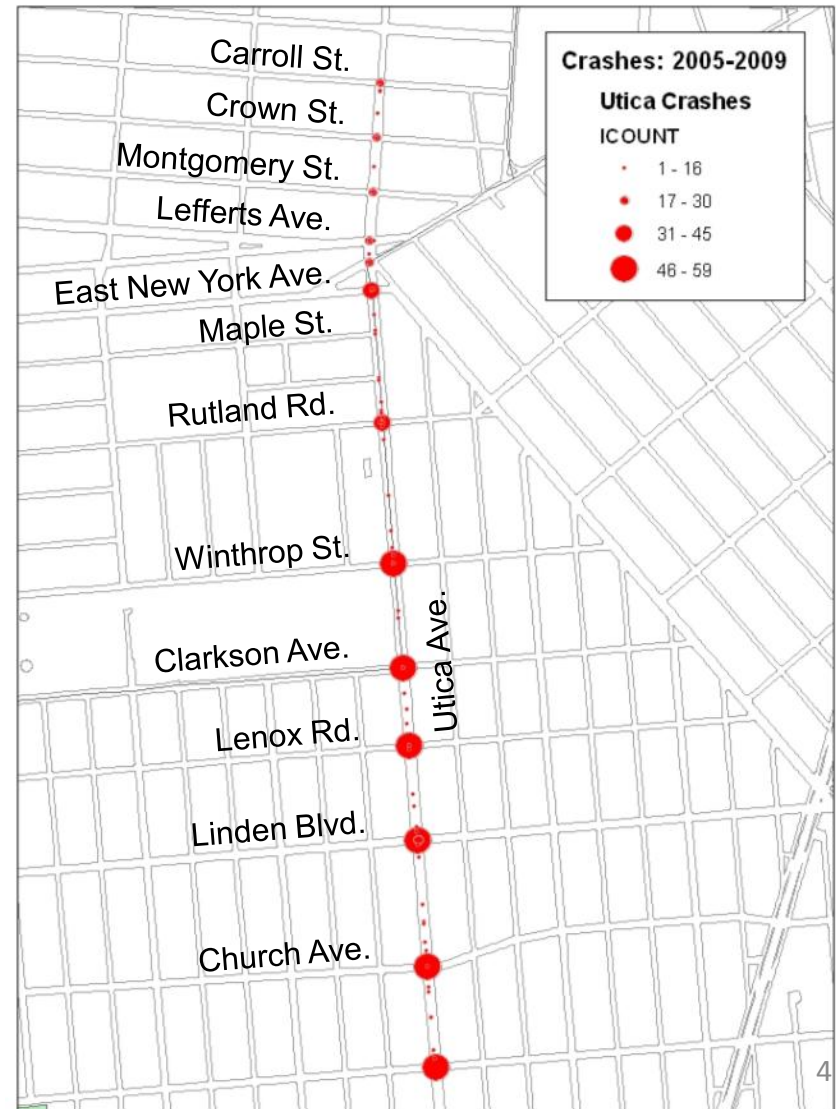 Carroll St.
Crown St.
Montgomery St.
Lefferts Ave.
East New York Ave.
Maple St.
Rutland Rd.
Winthrop St.
Clarkson Ave.
Utica Ave.
Lenox Rd.
Linden Blvd.
Church Ave.
Crashes: 2005-2009
Utica Crashes
ICOUNT
1 - 16
17 - 30
31 - 45
46 - 59
4